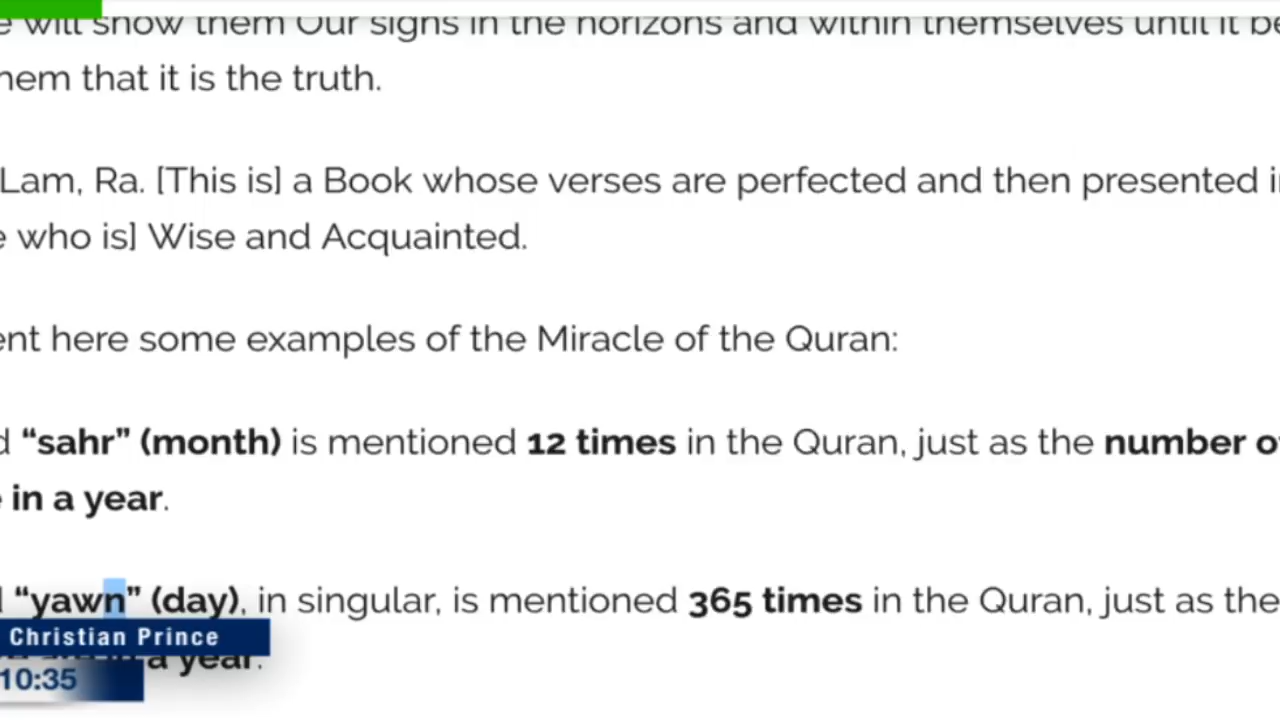 will show them Our signs in the horizons and within themselves until it
hem that it is the truth.
Lam, Ra. [This is] a Book whose verses are perfected and then presented
who is] Wise and Acquainted.
ent here some examples of the Miracle of the Quran:
“sahr” (month) is mentioned 12 times in the Quran, just as the number
in a year.
“yawn” (day), in singular, is mentioned 365 times in the Quran, just as the
Christian Prince
a year.
10:35